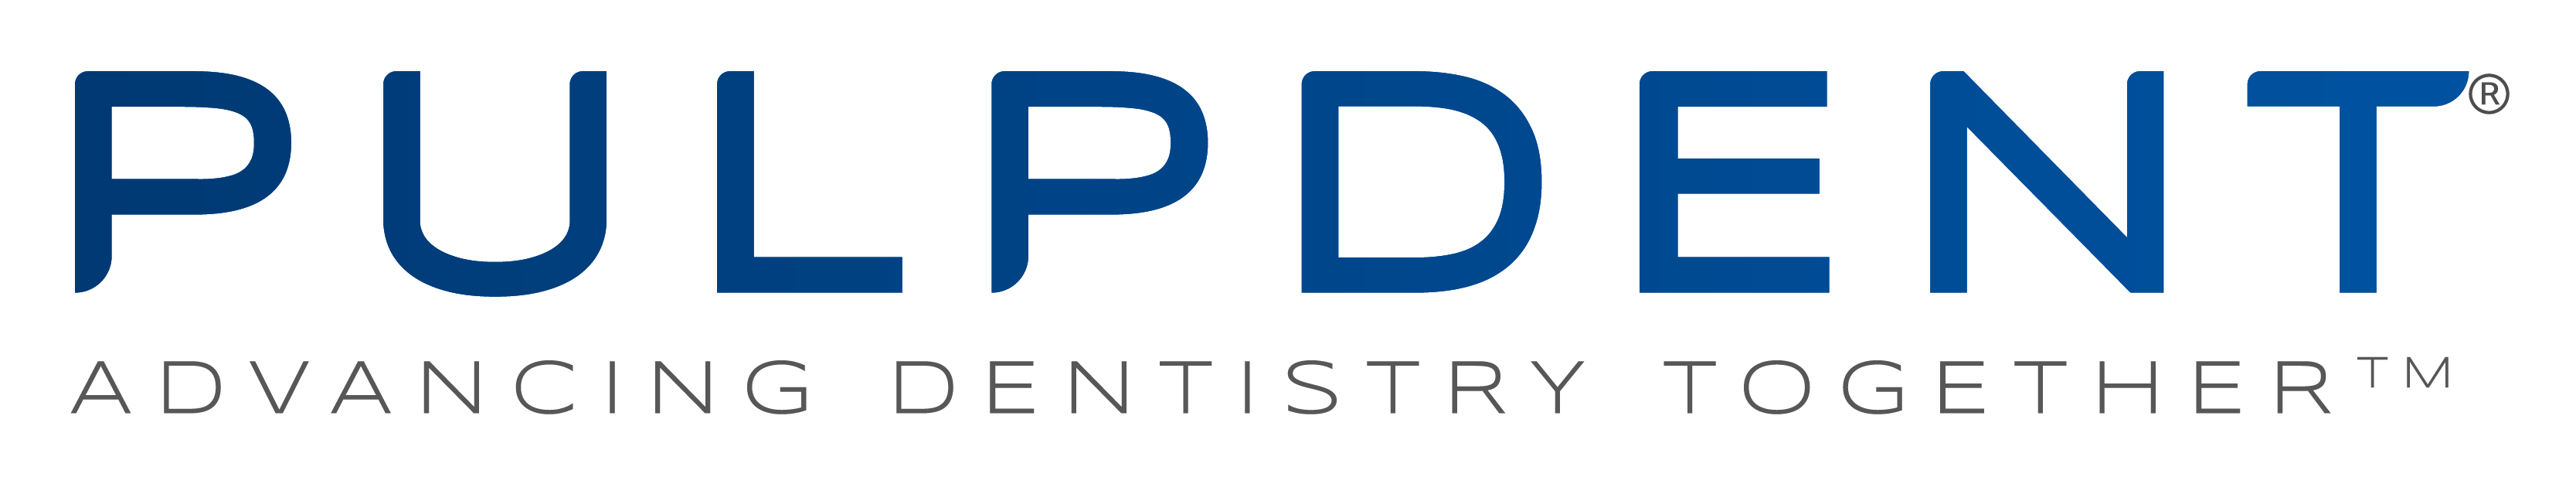 PULPDENT®
ADVANCING DENTISTRY TOGETHER™